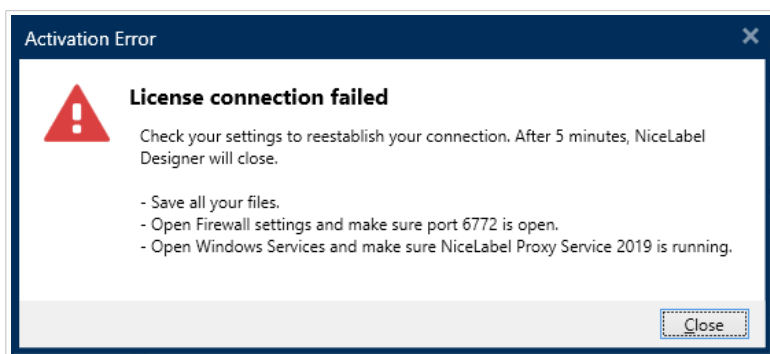 Activation Error
License connection failed
Check your settings to reestablish your connection. After 5 minutes, NiceLabel
Designer will close.
- Save all your files.
- Open Firewall settings and make sure port 6772 is open.
- Open Windows Services and make sure NiceLabel Proxy Service 2019 is running.
Close